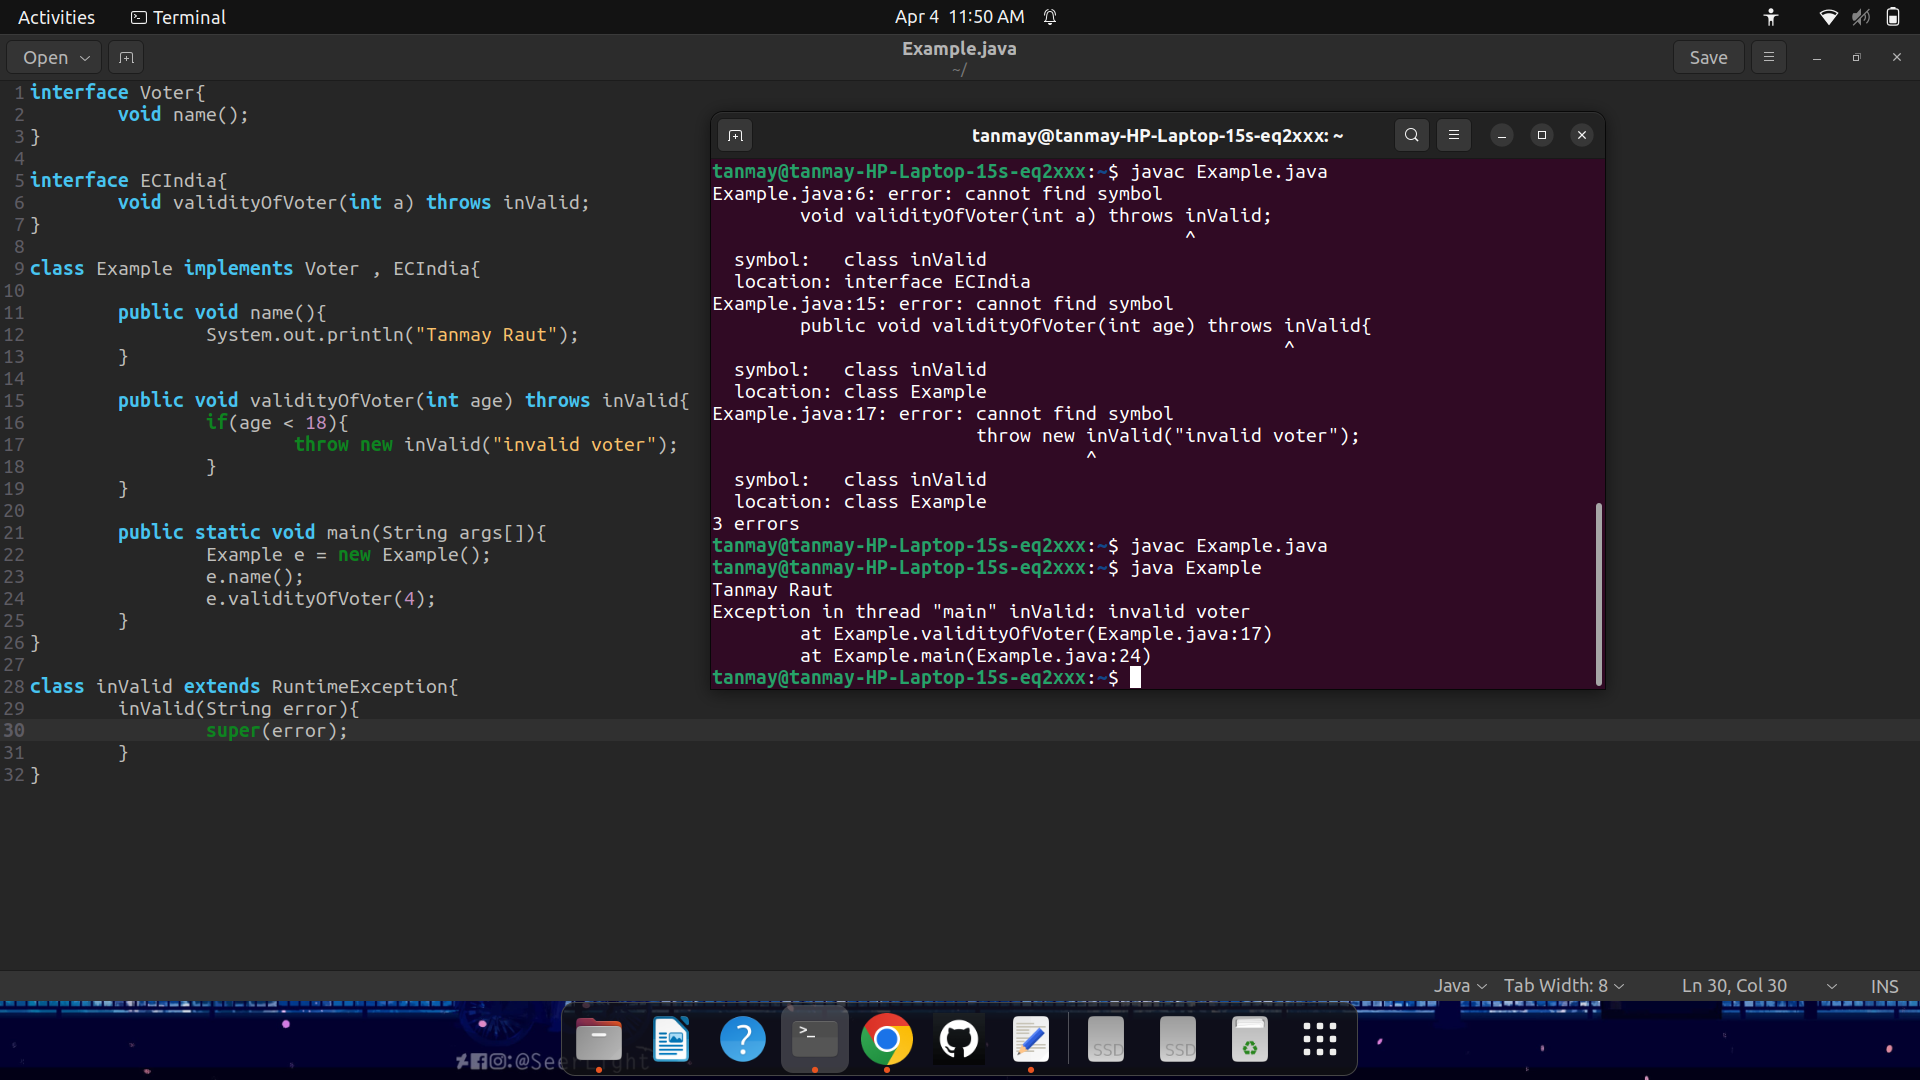 Activities
Terminal
Apr 4 11:50 AM
Open
Example.java
~/
Save
1 interface Voter{
2 void name();
3 }
4
5 interface ECIndia{
6 void validityOfVoter(int a) throws inValid;
7 }
8
9 class Example implements Voter , ECIndia{
10
11 public void name(){
12 System.out.println("Tanmay Raut");
13 }
14
15 public void validityOfVoter(int age) throws inValid{
16 if(age < 18){
17 throw new inValid("invalid voter");
18 }
19 }
20
21 public static void main(String args[]){
22 Example e = new Example();
23 e.name();
24 e.validityOfVoter(4);
25 }
26 }
27
28 class inValid extends RuntimeException{
29 inValid(String error){
30 super(error);
31 }
32 }
tanmay@tanmay-HP-Laptop-15s-eq2xxx: ~
tanmay@tanmay-HP-Laptop-15s-eq2xxx:~$ javac Example.java
Example.java:6: error: cannot find symbol
void validityOfVoter(int a) throws inValid;
^
symbol: class inValid
location: interface ECIndia
Example.java:15: error: cannot find symbol
public void validityOfVoter(int age) throws inValid{
^
symbol: class inValid
location: class Example
Example.java:17: error: cannot find symbol
throw new inValid("invalid voter");
^
symbol: class inValid
location: class Example
3 errors
tanmay@tanmay-HP-Laptop-15s-eq2xxx:~$ javac Example.java
tanmay@tanmay-HP-Laptop-15s-eq2xxx:~$ java Example
Tanmay Raut
Exception in thread "main" inValid: invalid voter
at Example.validityOfVoter(Example.java:17)
at Example.main(Example.java:24)
tanmay@tanmay-HP-Laptop-15s-eq2xxx:~$
Java
Tab Width: 8
Ln 30, Col 30
INS
:@SeerLight
SSD
SSD